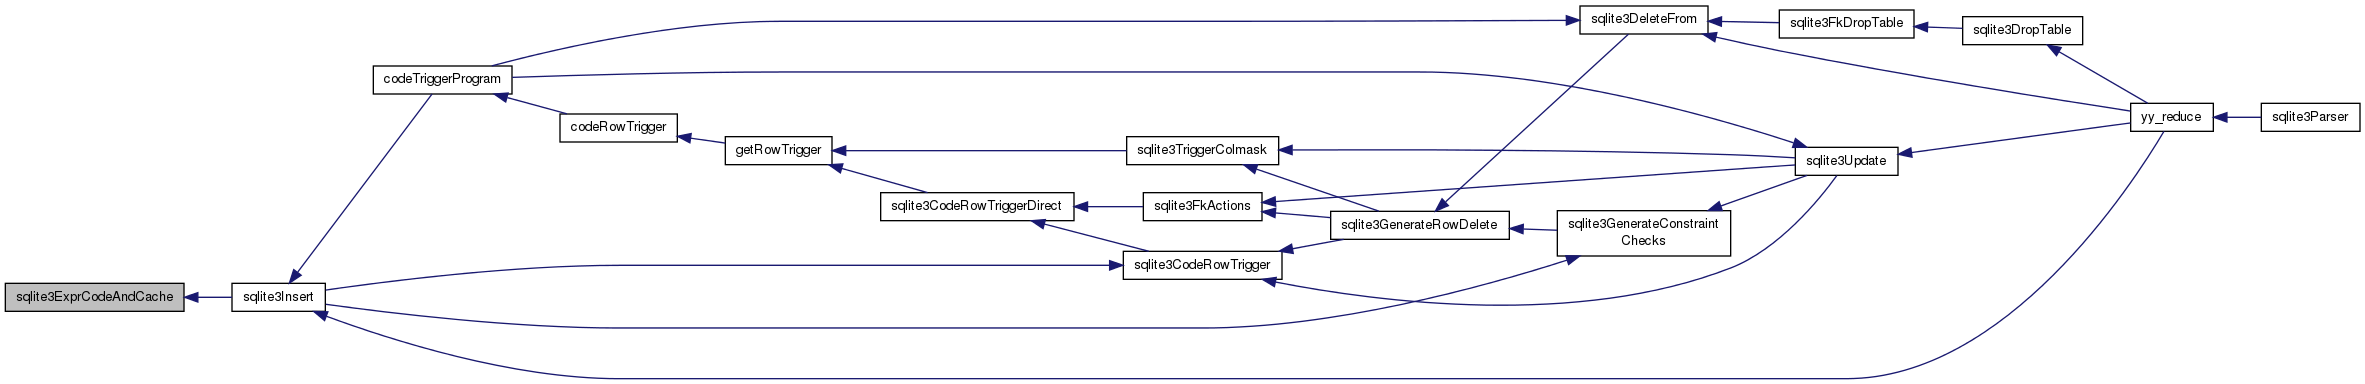 sqlite3ExprCodeAndCache
sqlite3Insert
codeTriggerProgram
codeRowTrigger
getRowTrigger
sqlite3CodeRowTriggerDirect
sqlite3TriggerColmask
sqlite3FkActions
sqlite3CodeRowTrigger
sqlite3GenerateRowDelete
sqlite3DeleteFrom
sqlite3GenerateConstraint
Checks
sqlite3FkDropTable
sqlite3DropTable
sqlite3Update
yy_reduce
sqlite3Parser